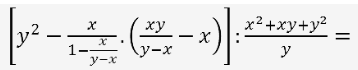 [y² − x/(1−x/(y−x)) . (xy/(y−x) − x)] : (x²+xy+y²)/y =